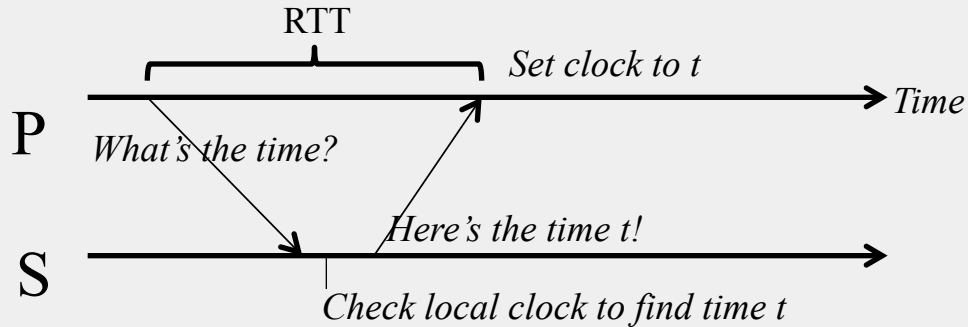 RTT
Set clock to t
Time
P
What’s the time?
Here’s the time t!
S
Check local clock to find time t